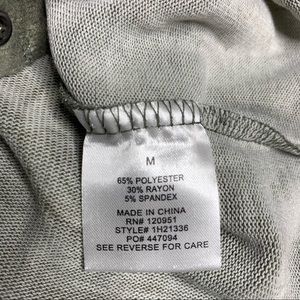 M
65% POLYESTER
30% RAYON
5% SPANDEX
MADE IN CHINA
RN# 120951
STYLE# 1H21336
PO# 447094
SEE REVERSE FOR CARE